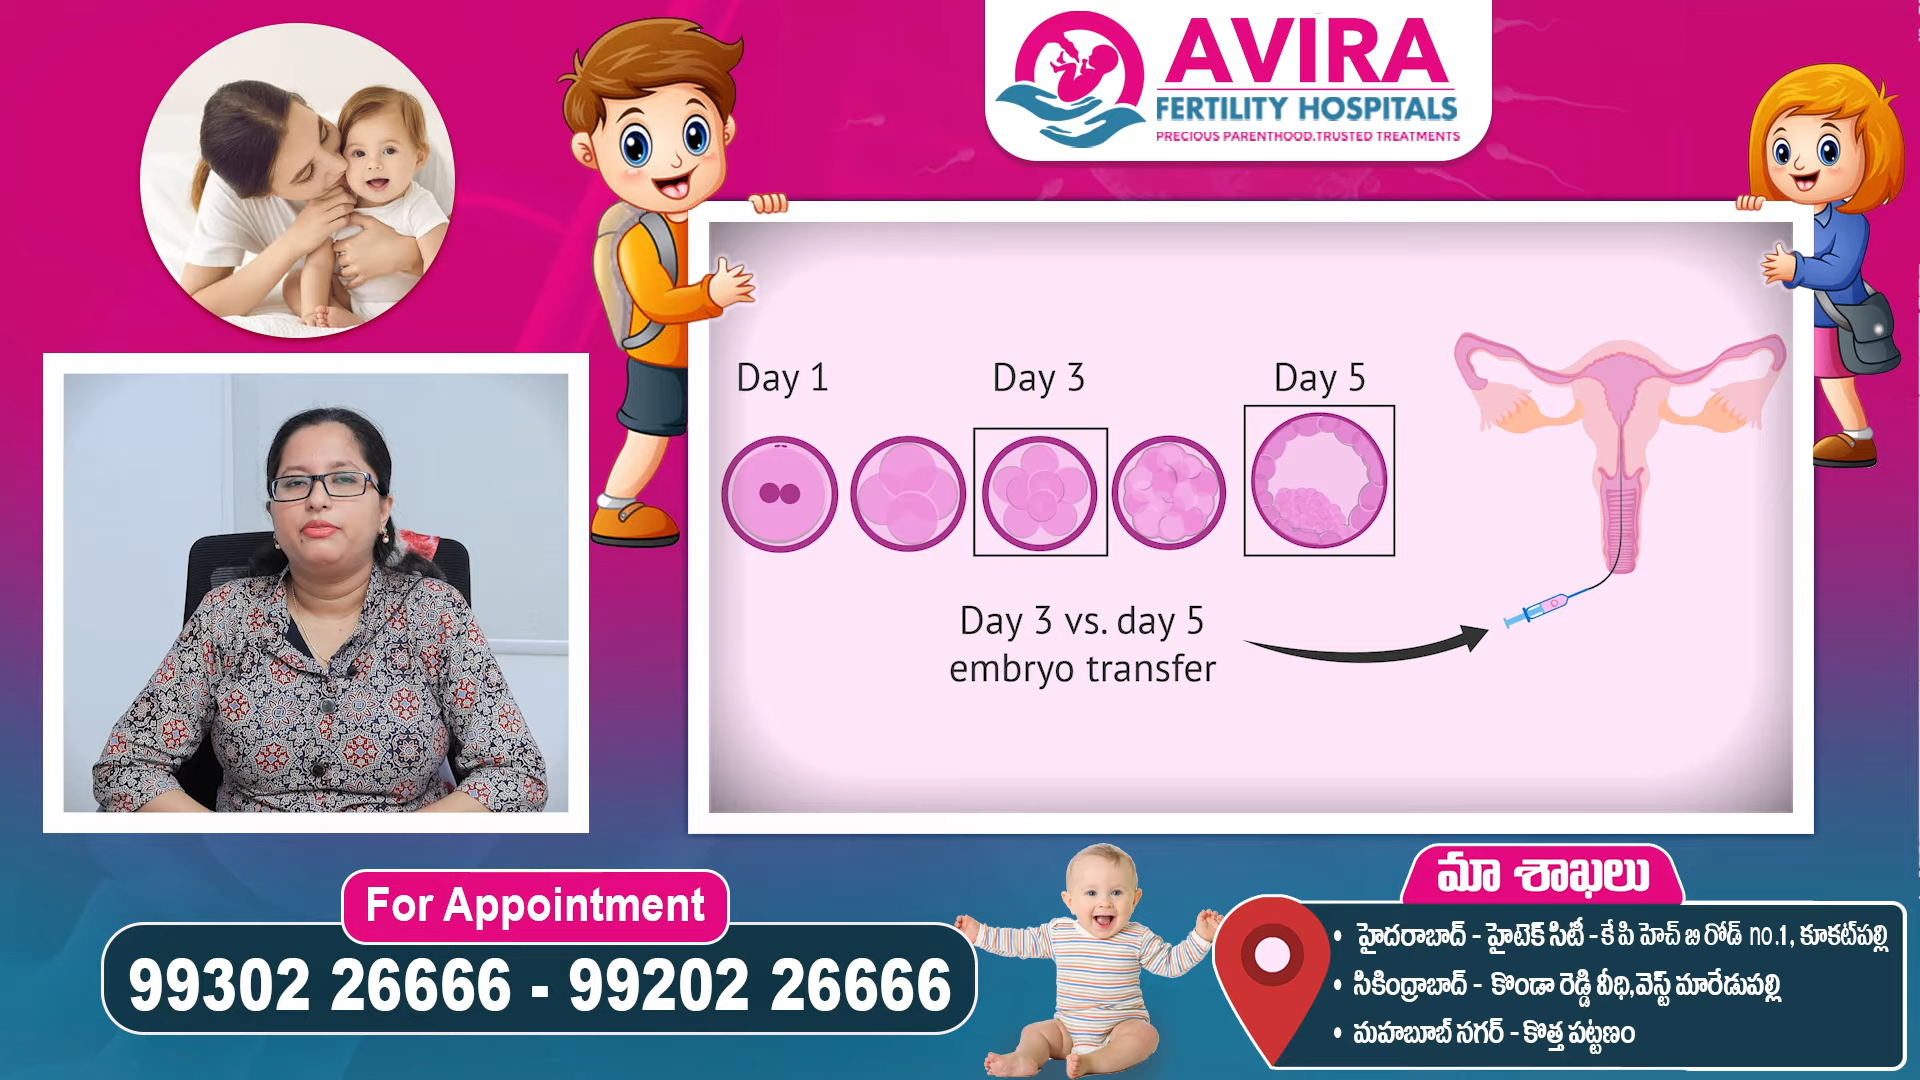 AVIRA
FERTILITY HOSPITALS
PRECIOUS PARENTHOOD.TRUSTED TREATMENTS
Day 1
Day 3
Day 5
Day 3 vs. day 5
embryo transfer
For Appointment
99302 26666 - 99202 26666
మా శాఖలు
• హైదరాబాద్ - హైటెక్ సిటీ - కే పి హెచ్ బి రోడ్ no.1, కూకట్‌పల్లి
• సికింద్రాబాద్ - కొండా రెడ్డి వీధి,వెస్ట్ మారేడుపల్లి
• మహబూబ్ నగర్ - కొత్త పట్టణం